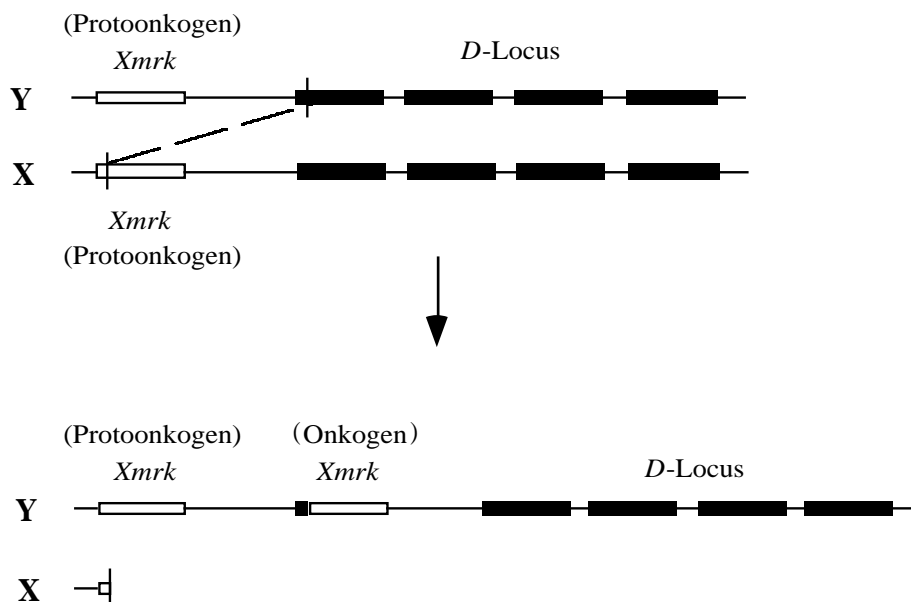 (Protoonkogen)
Xmrk
D-Locus
Y
X
Xmrk
(Protoonkogen)
(Protoonkogen) (Onkogen)
Xmrk Xmrk D-Locus
Y
X